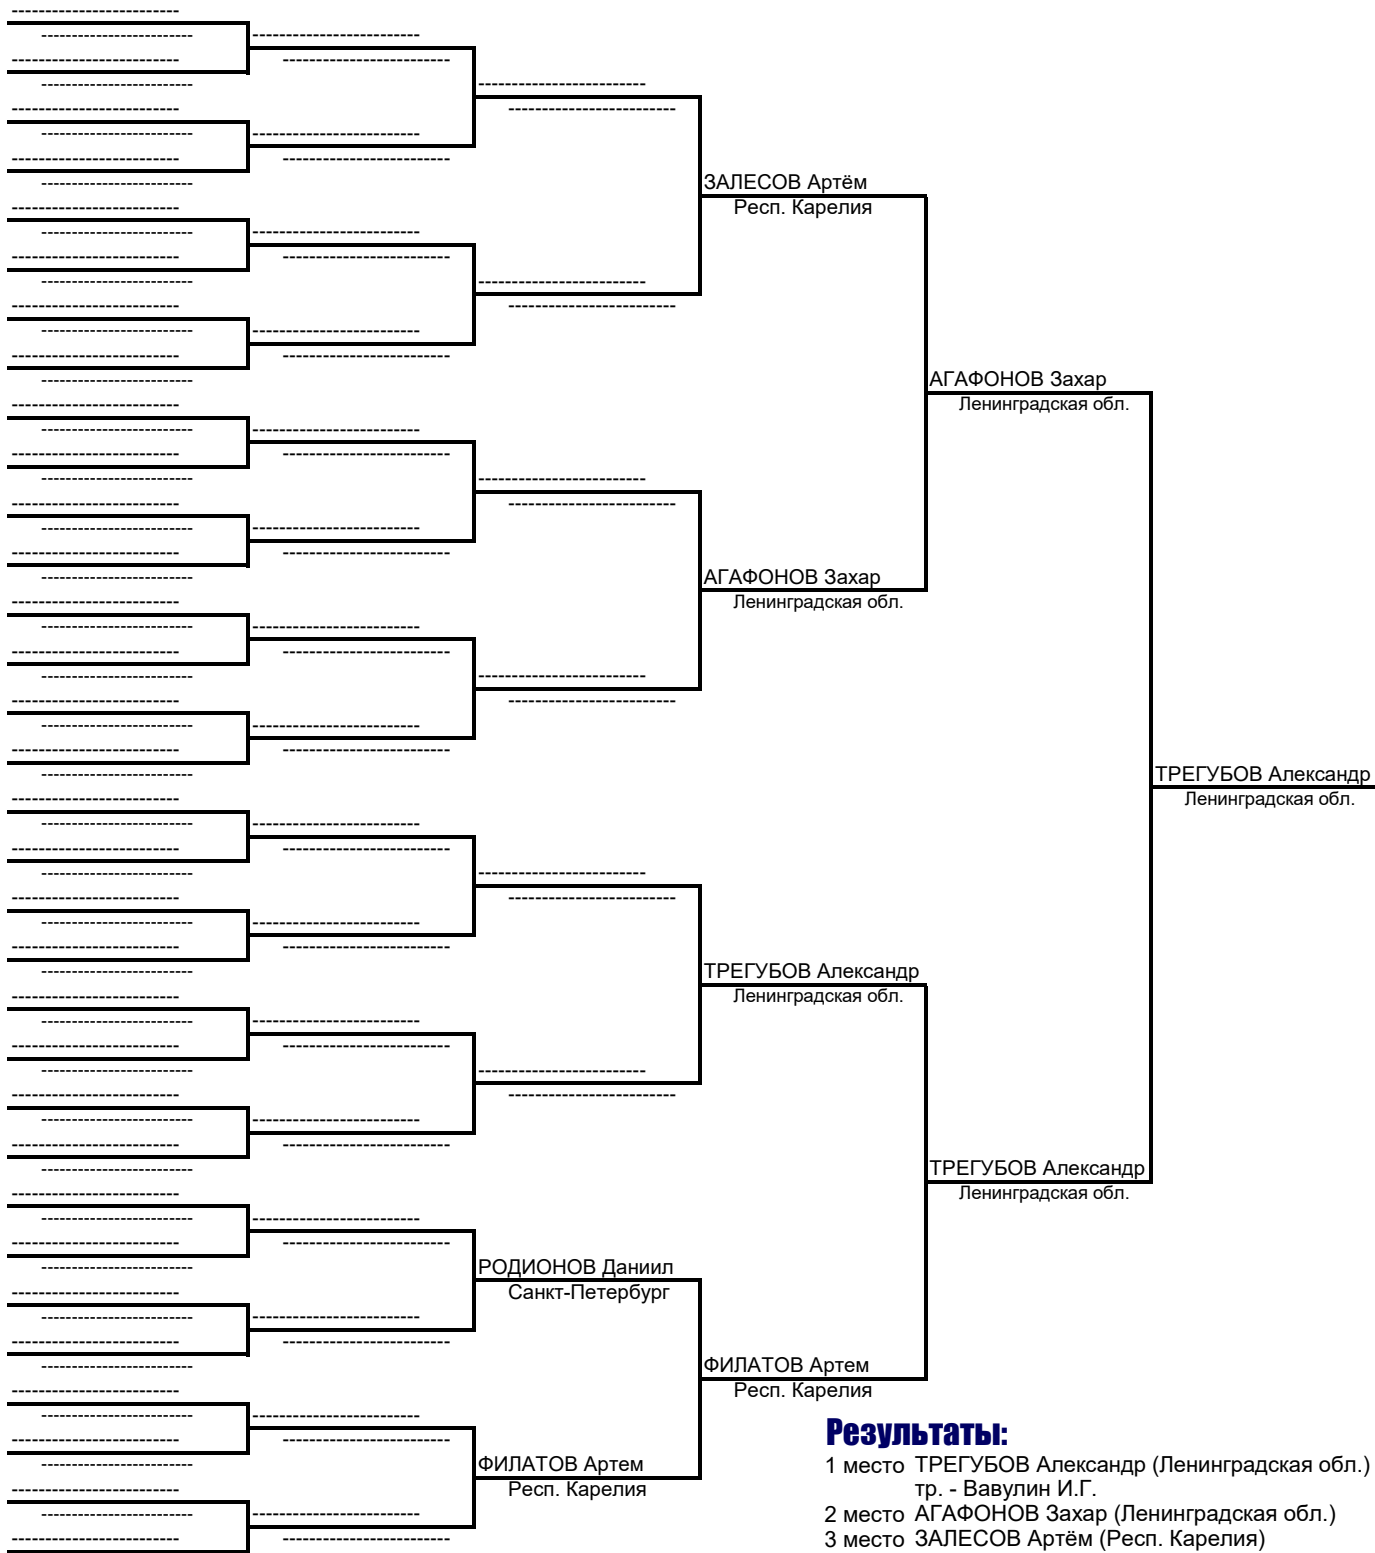 ЗАЛЕСОВ Артём
Респ. Карелия
АГАФОНОВ Захар
Ленинградская обл.
АГАФОНОВ Захар
Ленинградская обл.
ТРЕГУБОВ Александр
Ленинградская обл.
ТРЕГУБОВ Александр
Ленинградская обл.
ТРЕГУБОВ Александр
Ленинградская обл.
РОДИОНОВ Даниил
Санкт-Петербург
ФИЛАТОВ Артем
Респ. Карелия
ФИЛАТОВ Артем
Респ. Карелия
Результаты:
1 место ТРЕГУБОВ Александр (Ленинградская обл.)
тр. - Вавулин И.Г.
2 место АГАФОНОВ Захар (Ленинградская обл.)
3 место ЗАЛЕСОВ Артём (Респ. Карелия)